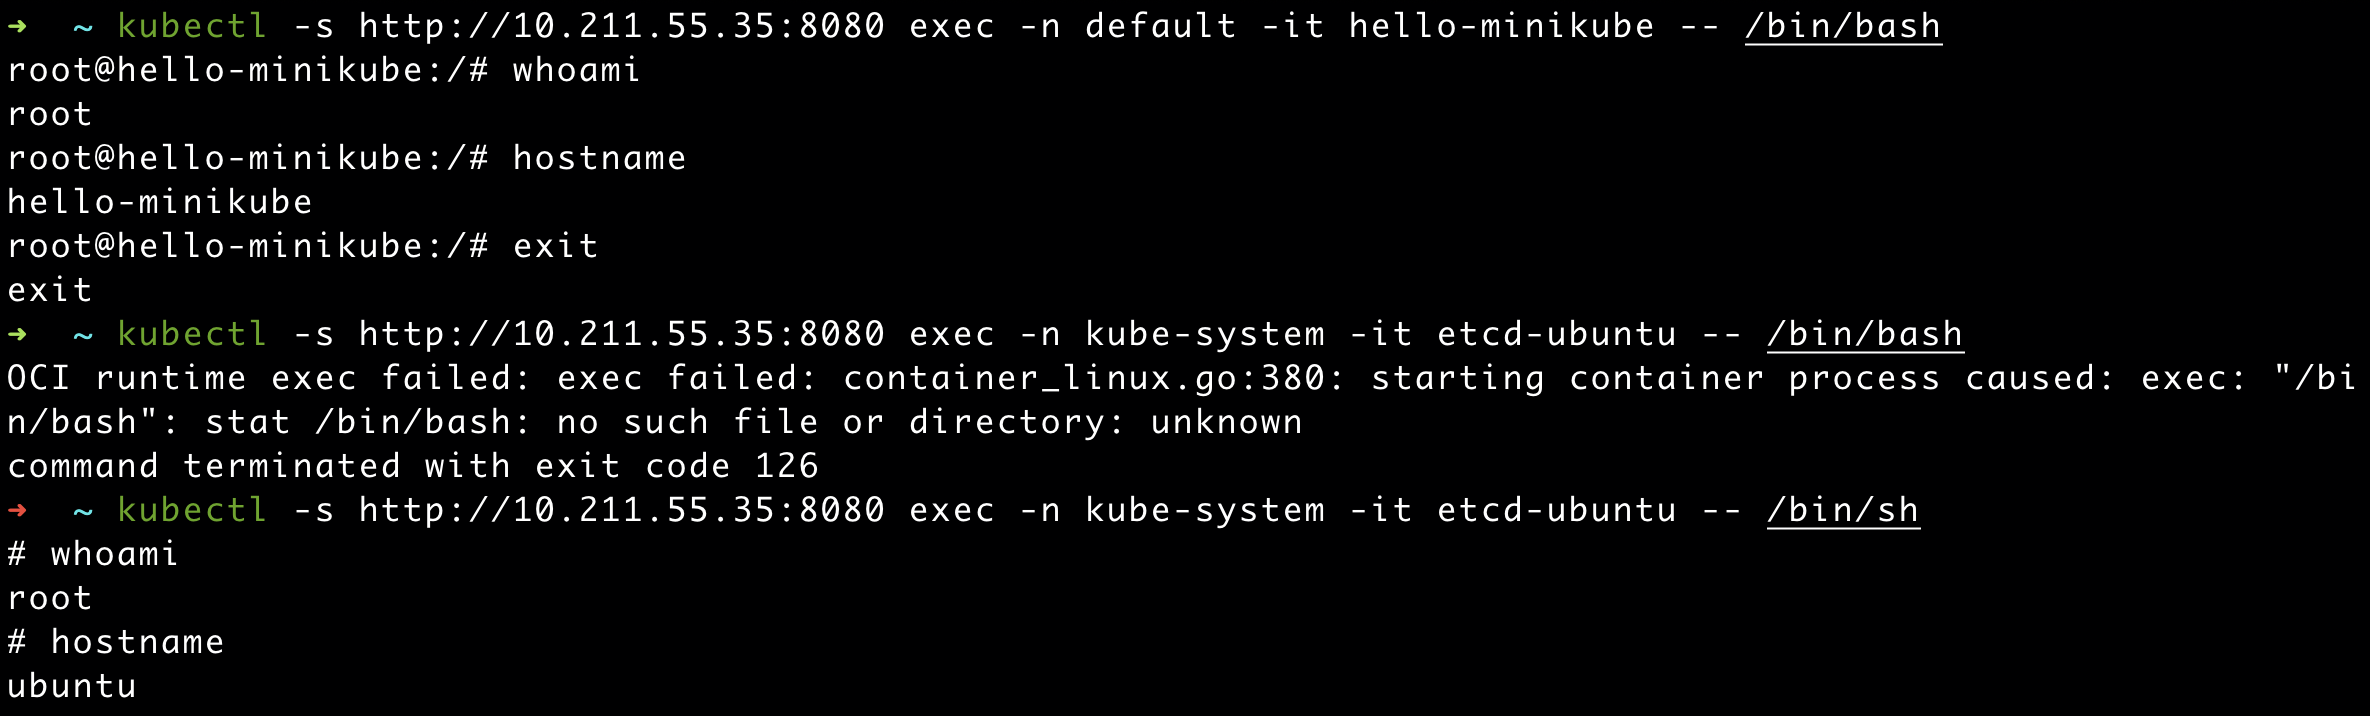 ➜  ~ kubectl -s http://10.211.55.35:8080 exec -n default -it hello-minikube -- /bin/bash
root@hello-minikube:/# whoami
root
root@hello-minikube:/# hostname
hello-minikube
root@hello-minikube:/# exit
exit
➜  ~ kubectl -s http://10.211.55.35:8080 exec -n kube-system -it etcd-ubuntu -- /bin/bash
OCI runtime exec failed: exec failed: container_linux.go:380: starting container process caused: exec: "/bi
n/bash": stat /bin/bash: no such file or directory: unknown
command terminated with exit code 126
➜  ~ kubectl -s http://10.211.55.35:8080 exec -n kube-system -it etcd-ubuntu -- /bin/sh
# whoami
root
# hostname
ubuntu